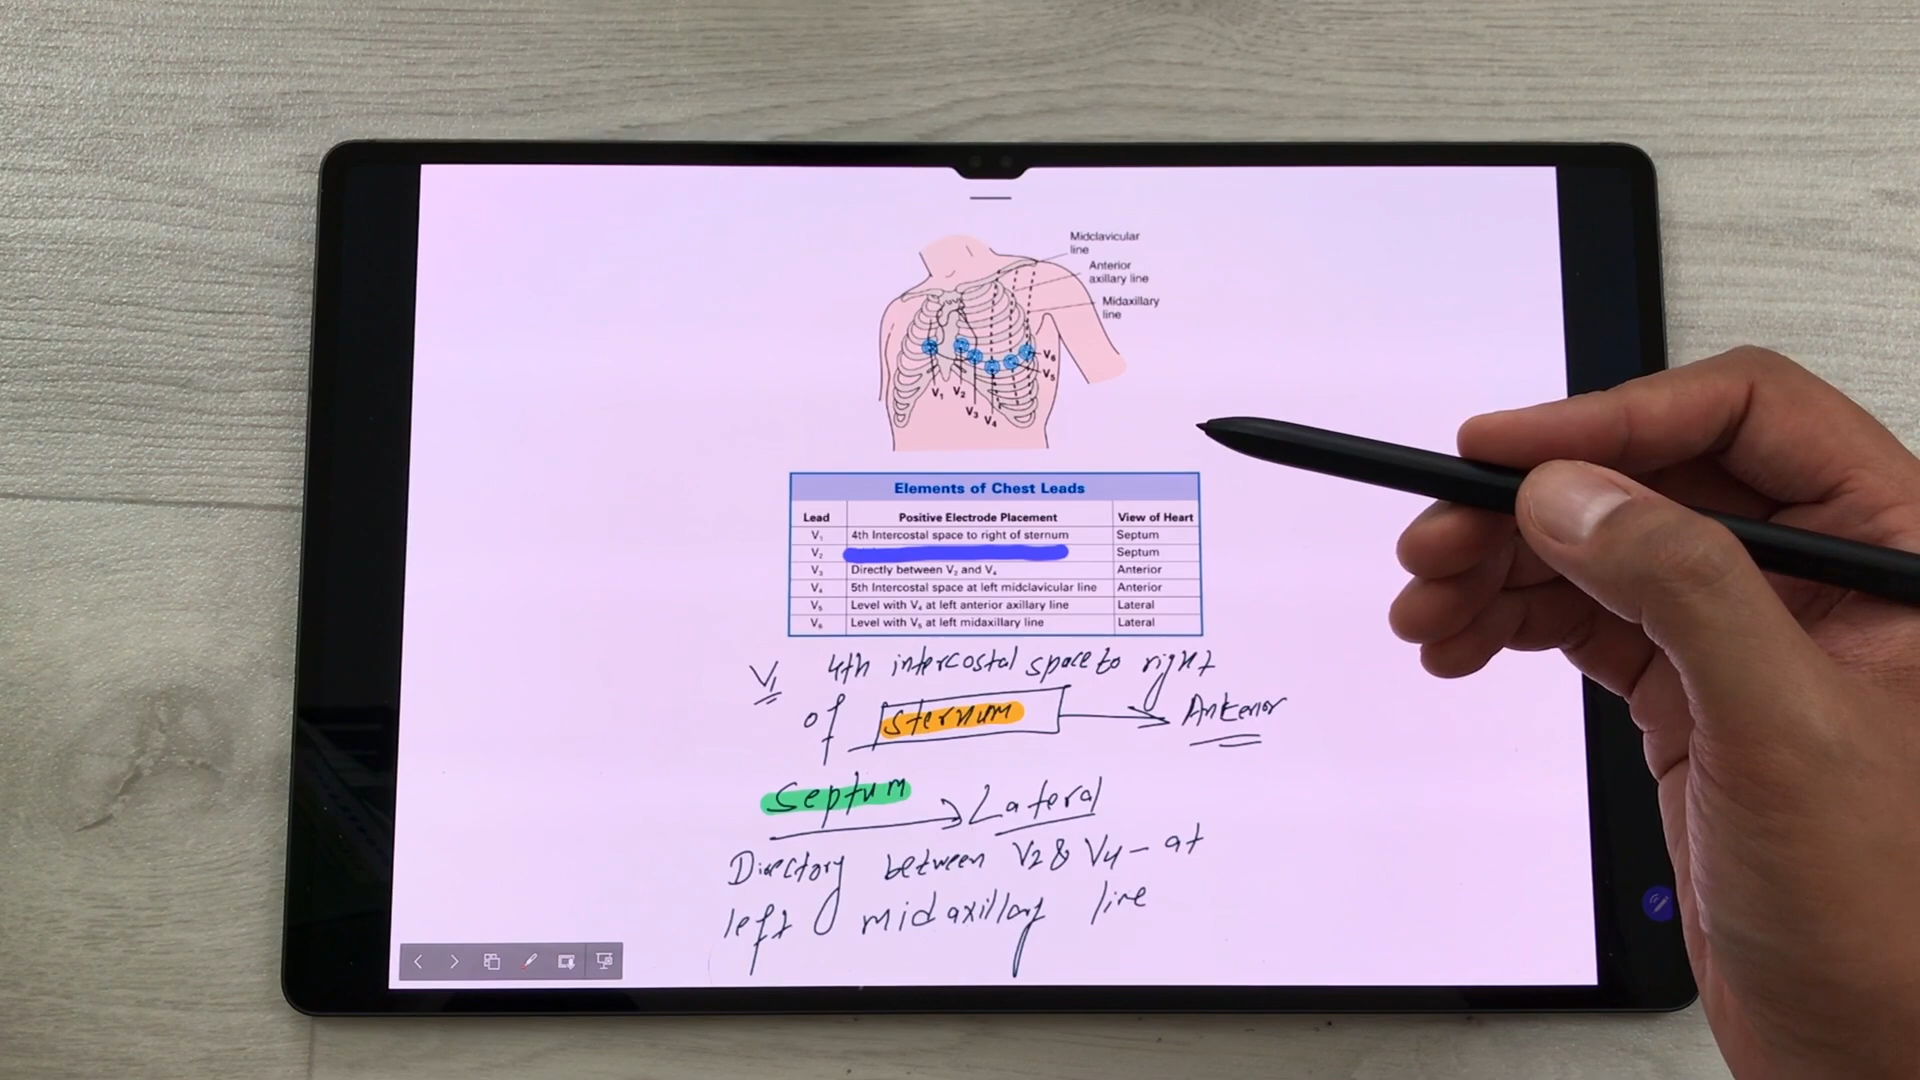 Midclavicular
line
Anterior
axillary line
Midaxillary
line
V₆
V₅
V₁ V₂
V₃ V₄
Elements of Chest Leads
Lead Positive Electrode Placement View of Heart
V₁ 4th Intercostal space to right of sternum Septum
V₂ Septum
V₃ Directly between V₂ and V₄ Anterior
V₄ 5th Intercostal space at left midclavicular line Anterior
V₅ Level with V₄ at left anterior axillary line Lateral
V₆ Level with V₅ at left midaxillary line Lateral
V₁ 4th intercostal space to right
of sternum → Anterior
Septum → Lateral
Directory between V2 & V4 - at
left midaxillary line